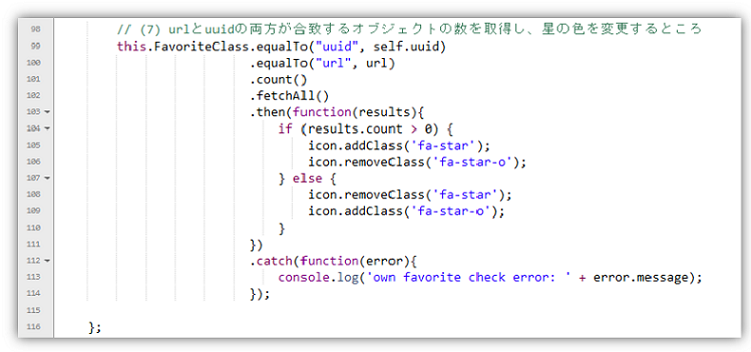 98 // (7) urlとuuidの両方が合致するオブジェクトの数を取得し、星の色を変更するところ
99 this.FavoriteClass.equalTo("uuid", self.uuid)
100 .equalTo("url", url)
101 .count()
102 .fetchAll()
103 .then(function(results){
104 if (results.count > 0) {
105 icon.addClass('fa-star');
106 icon.removeClass('fa-star-o');
107 } else {
108 icon.removeClass('fa-star');
109 icon.addClass('fa-star-o');
110 }
111 })
112 .catch(function(error){
113 console.log('own favorite check error: ' + error.message);
114 });
115
116 };